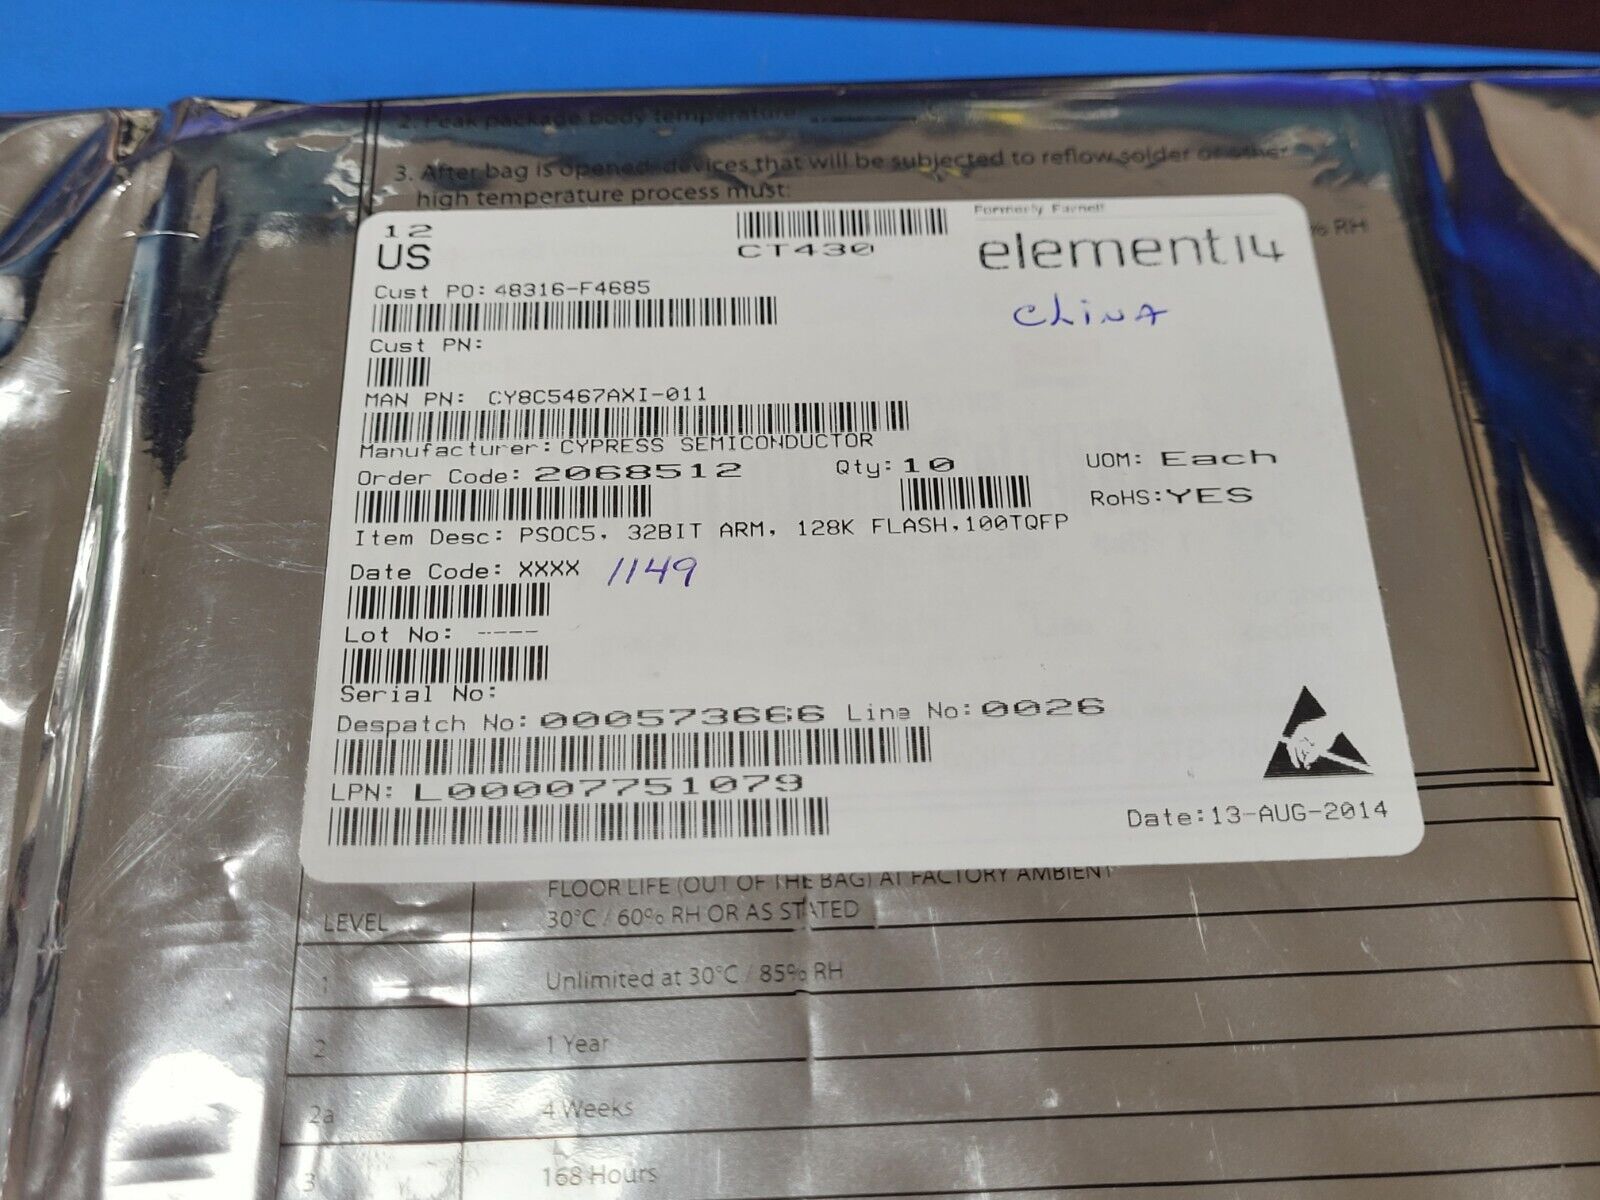 2. Peak package body temperature
3. After bag is opened, devices that will be subjected to reflow solder or other
high temperature process must:
% RH
12
US
CT430
Formerly Farnell
element14
China
Cust PO: 48316-F4685
Cust PN:
MAN PN: CY8C5467AXI-011
Manufacturer: CYPRESS SEMICONDUCTOR
Order Code: 2068512 Qty: 10 UOM: Each
RoHS: YES
Item Desc: PSOC5, 32BIT ARM, 128K FLASH,100TQFP
Date Code: XXXX 1149
Lot No: ----
Serial No:
Despatch No: 000573666 Line No: 0026
LPN: L00007751079
Date:13-AUG-2014
FLOOR LIFE (OUT OF THE BAG) AT FACTORY AMBIENT
LEVEL 30°C / 60% RH OR AS STATED
1 Unlimited at 30°C / 85% RH
2 1 Year
2a 4 Weeks
3 168 Hours